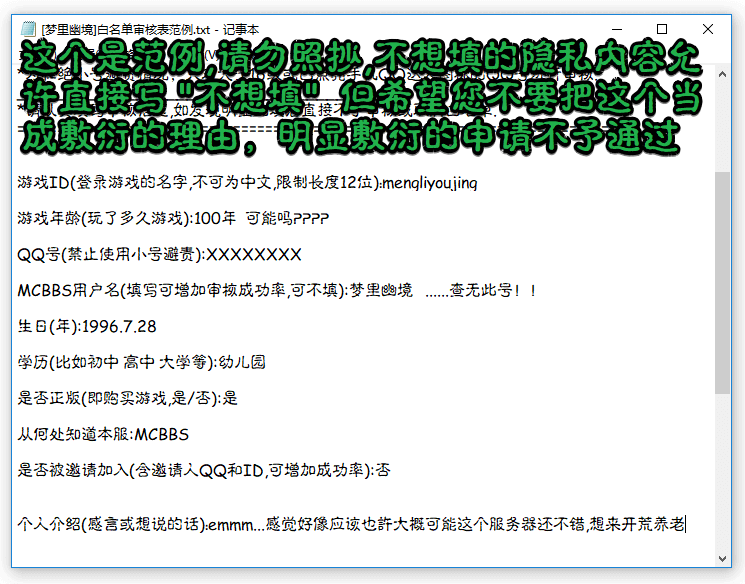 [梦里幽境]白名单审核表范例.txt - 记事本
这个是范例,请勿照抄,不想填的隐私内容允
许直接写 "不想填" 但希望您不要把这个当
成敷衍的理由，明显敷衍的申请不予通过
游戏ID(登录游戏的名字,不可为中文,限制长度12位):mengliyoujing
游戏年龄(玩了多久游戏):100年 可能吗????
QQ号(禁止使用小号避责):XXXXXXXX
MCBBS用户名(填写可增加审核成功率,可不填):梦里幽境 ......查无此号！！
生日(年):1996.7.28
学历(比如初中 高中 大学等):幼儿园
是否正版(即购买游戏,是/否):是
从何处知道本服:MCBBS
是否被邀请加入(含邀请人QQ和ID,可增加成功率):否
个人介绍(感言或想说的话):emmm...感觉好像应该也許大概可能这个服务器还不错,想来开荒养老